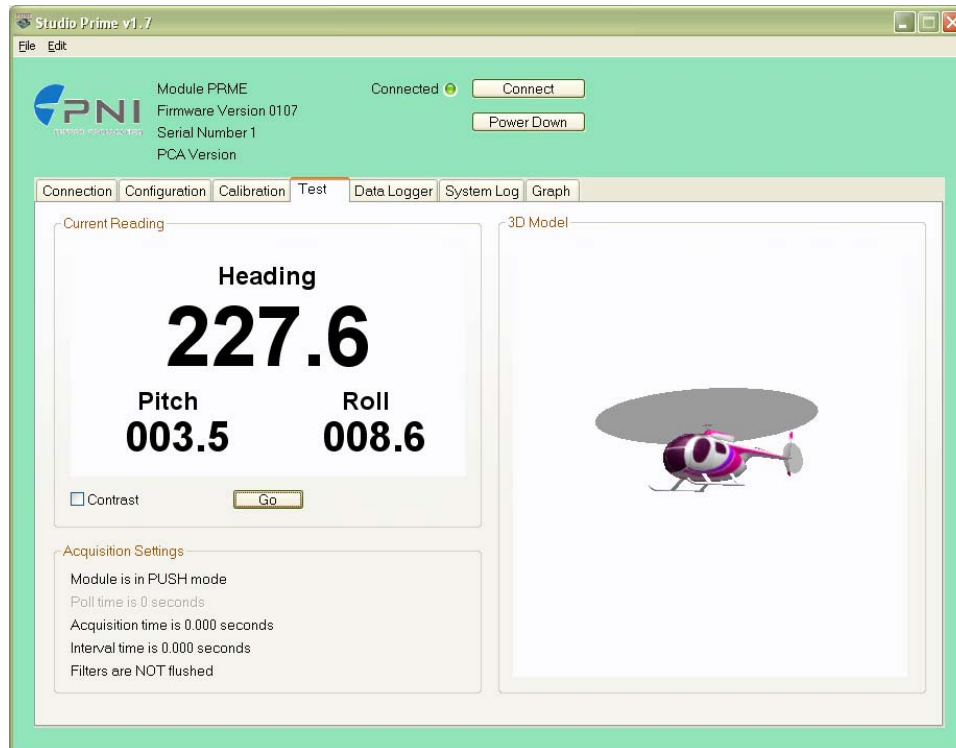 Studio Prime v1.7
File Edit
PNI
Module PRME
Firmware Version 0107
Serial Number 1
PCA Version
Connected
Connect
Power Down
Connection Configuration Calibration Test Data Logger System Log Graph
Current Reading
Heading
227.6
Pitch Roll
003.5 008.6
Contrast Go
Acquisition Settings
Module is in PUSH mode
Poll time is 0 seconds
Acquisition time is 0.000 seconds
Interval time is 0.000 seconds
Filters are NOT flushed
3D Model